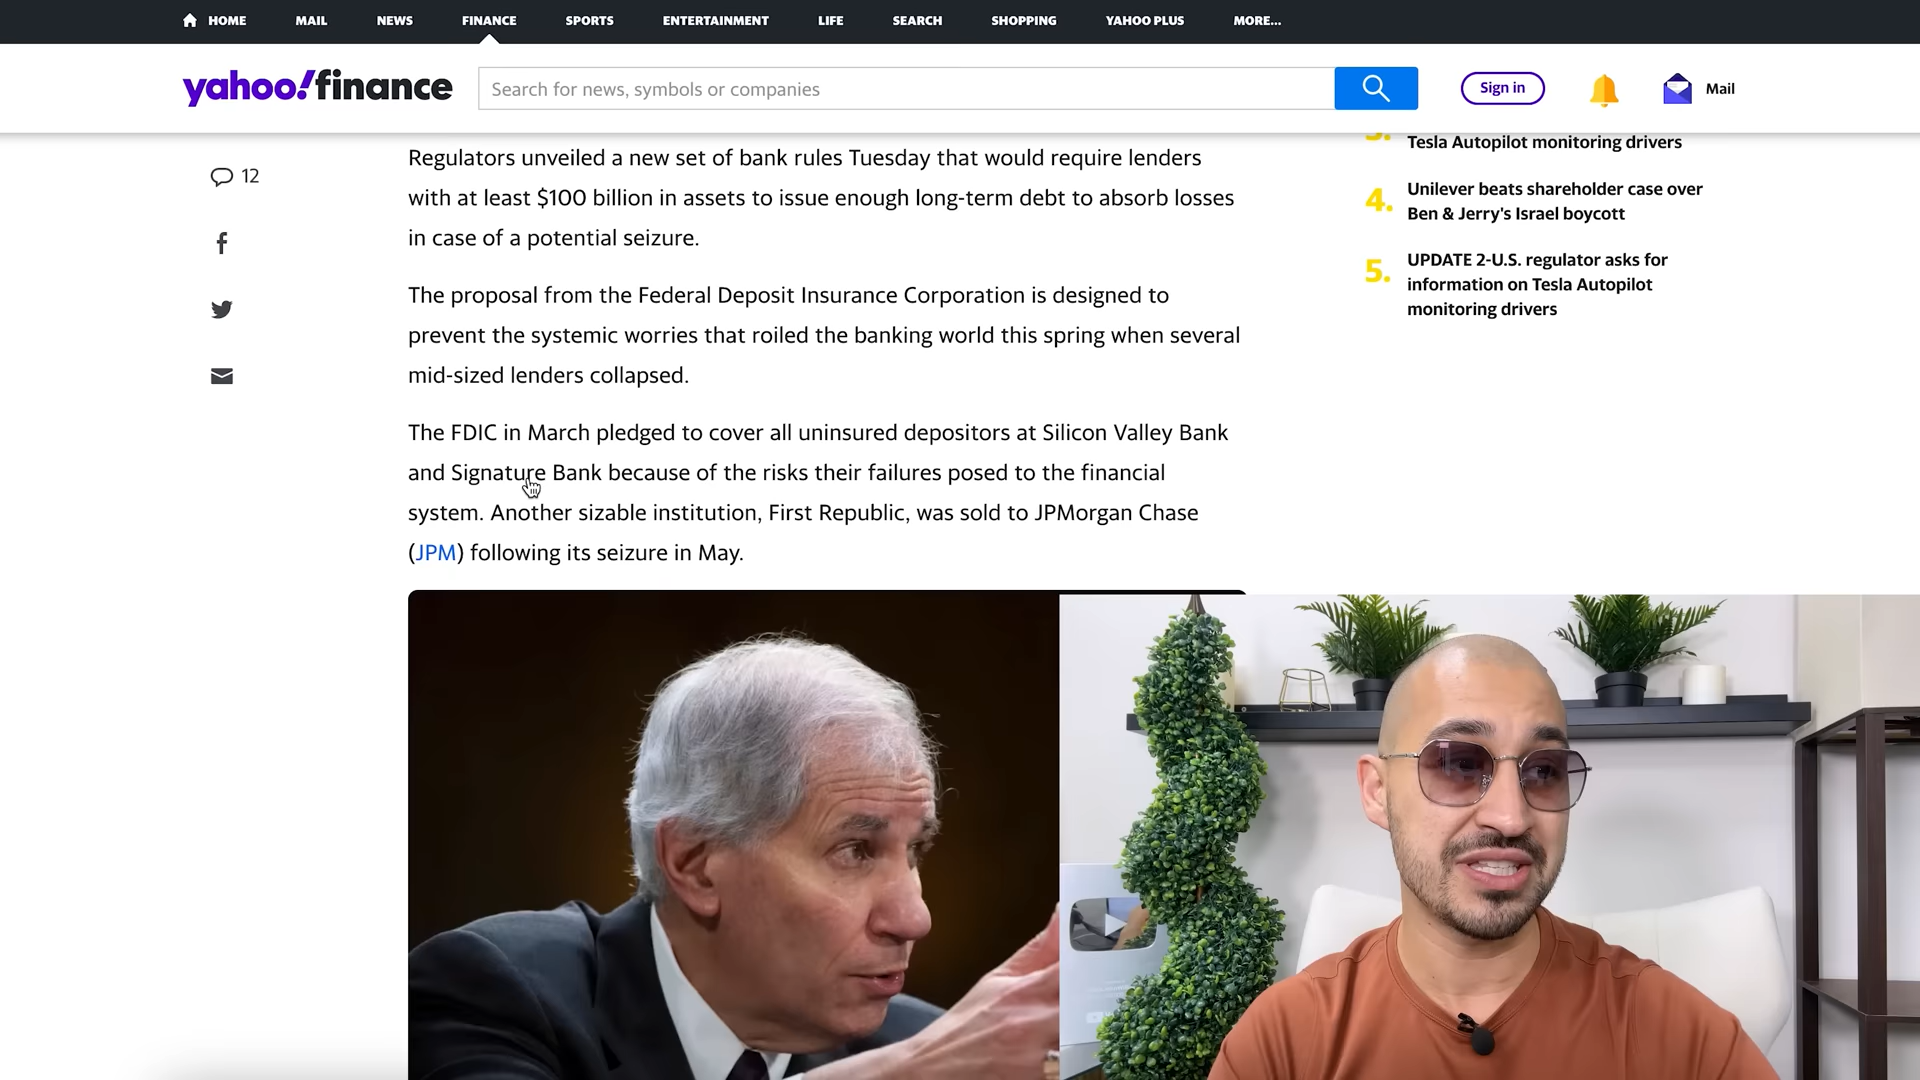 HOME MAIL NEWS FINANCE SPORTS ENTERTAINMENT LIFE SEARCH SHOPPING YAHOO PLUS MORE...
yahoo!finance
Search for news, symbols or companies
Sign in
Mail
12
Regulators unveiled a new set of bank rules Tuesday that would require lenders
with at least $100 billion in assets to issue enough long-term debt to absorb losses
in case of a potential seizure.
The proposal from the Federal Deposit Insurance Corporation is designed to
prevent the systemic worries that roiled the banking world this spring when several
mid-sized lenders collapsed.
The FDIC in March pledged to cover all uninsured depositors at Silicon Valley Bank
and Signature Bank because of the risks their failures posed to the financial
system. Another sizable institution, First Republic, was sold to JPMorgan Chase
(JPM) following its seizure in May.
Tesla Autopilot monitoring drivers
4. Unilever beats shareholder case over
Ben & Jerry's Israel boycott
5. UPDATE 2-U.S. regulator asks for
information on Tesla Autopilot
monitoring drivers